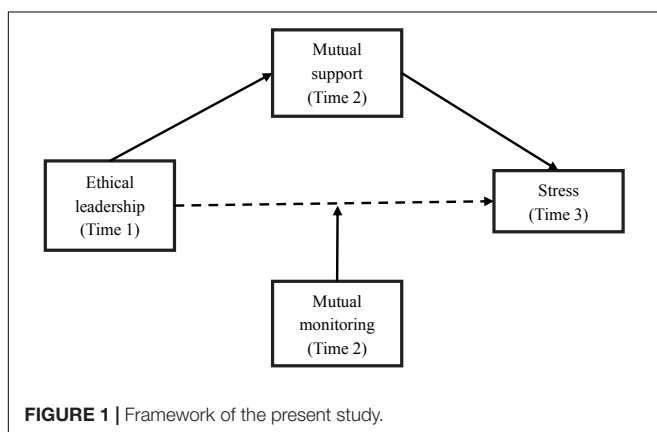 Mutual
support
(Time 2)
Ethical
leadership
(Time 1)
Stress
(Time 3)
Mutual
monitoring
(Time 2)
FIGURE 1 | Framework of the present study.